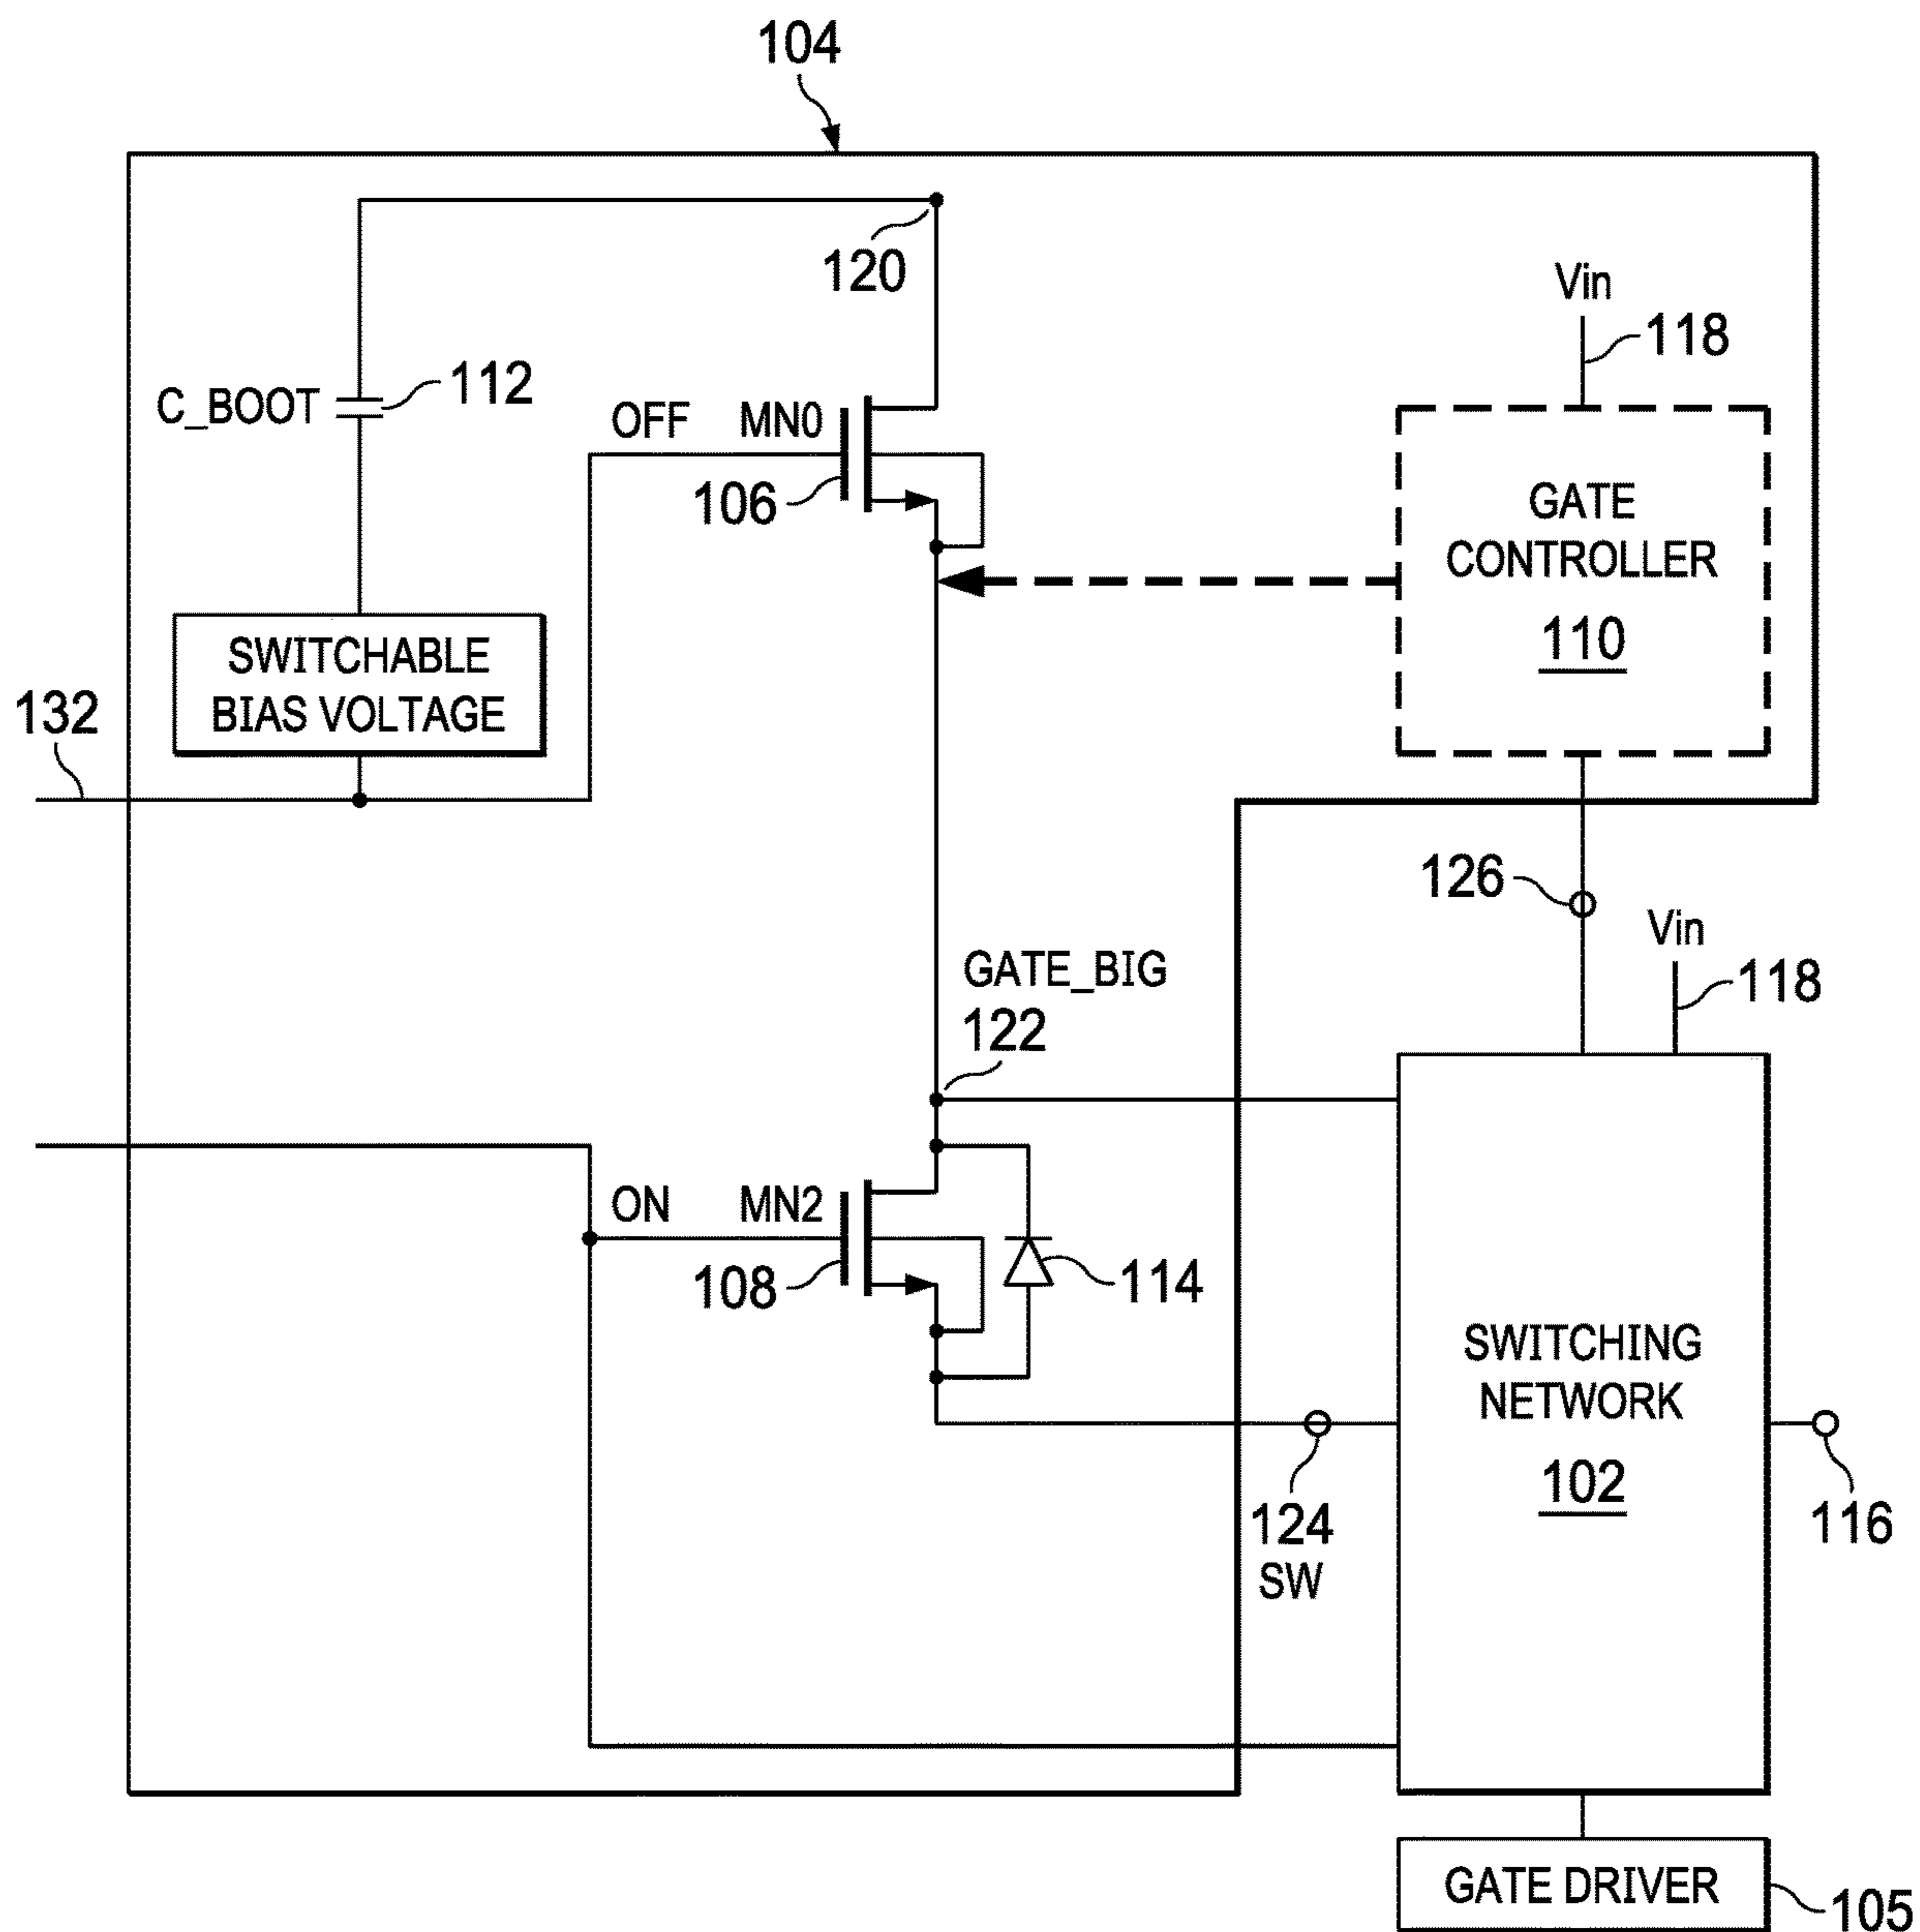 104
120
Vin
118
C_BOOT
112
OFF
MN0
106
GATE
CONTROLLER
110
SWITCHABLE
BIAS VOLTAGE
132
126
Vin
118
GATE_BIG
122
ON
MN2
108
114
SWITCHING
NETWORK
102
124
SW
116
GATE DRIVER
105